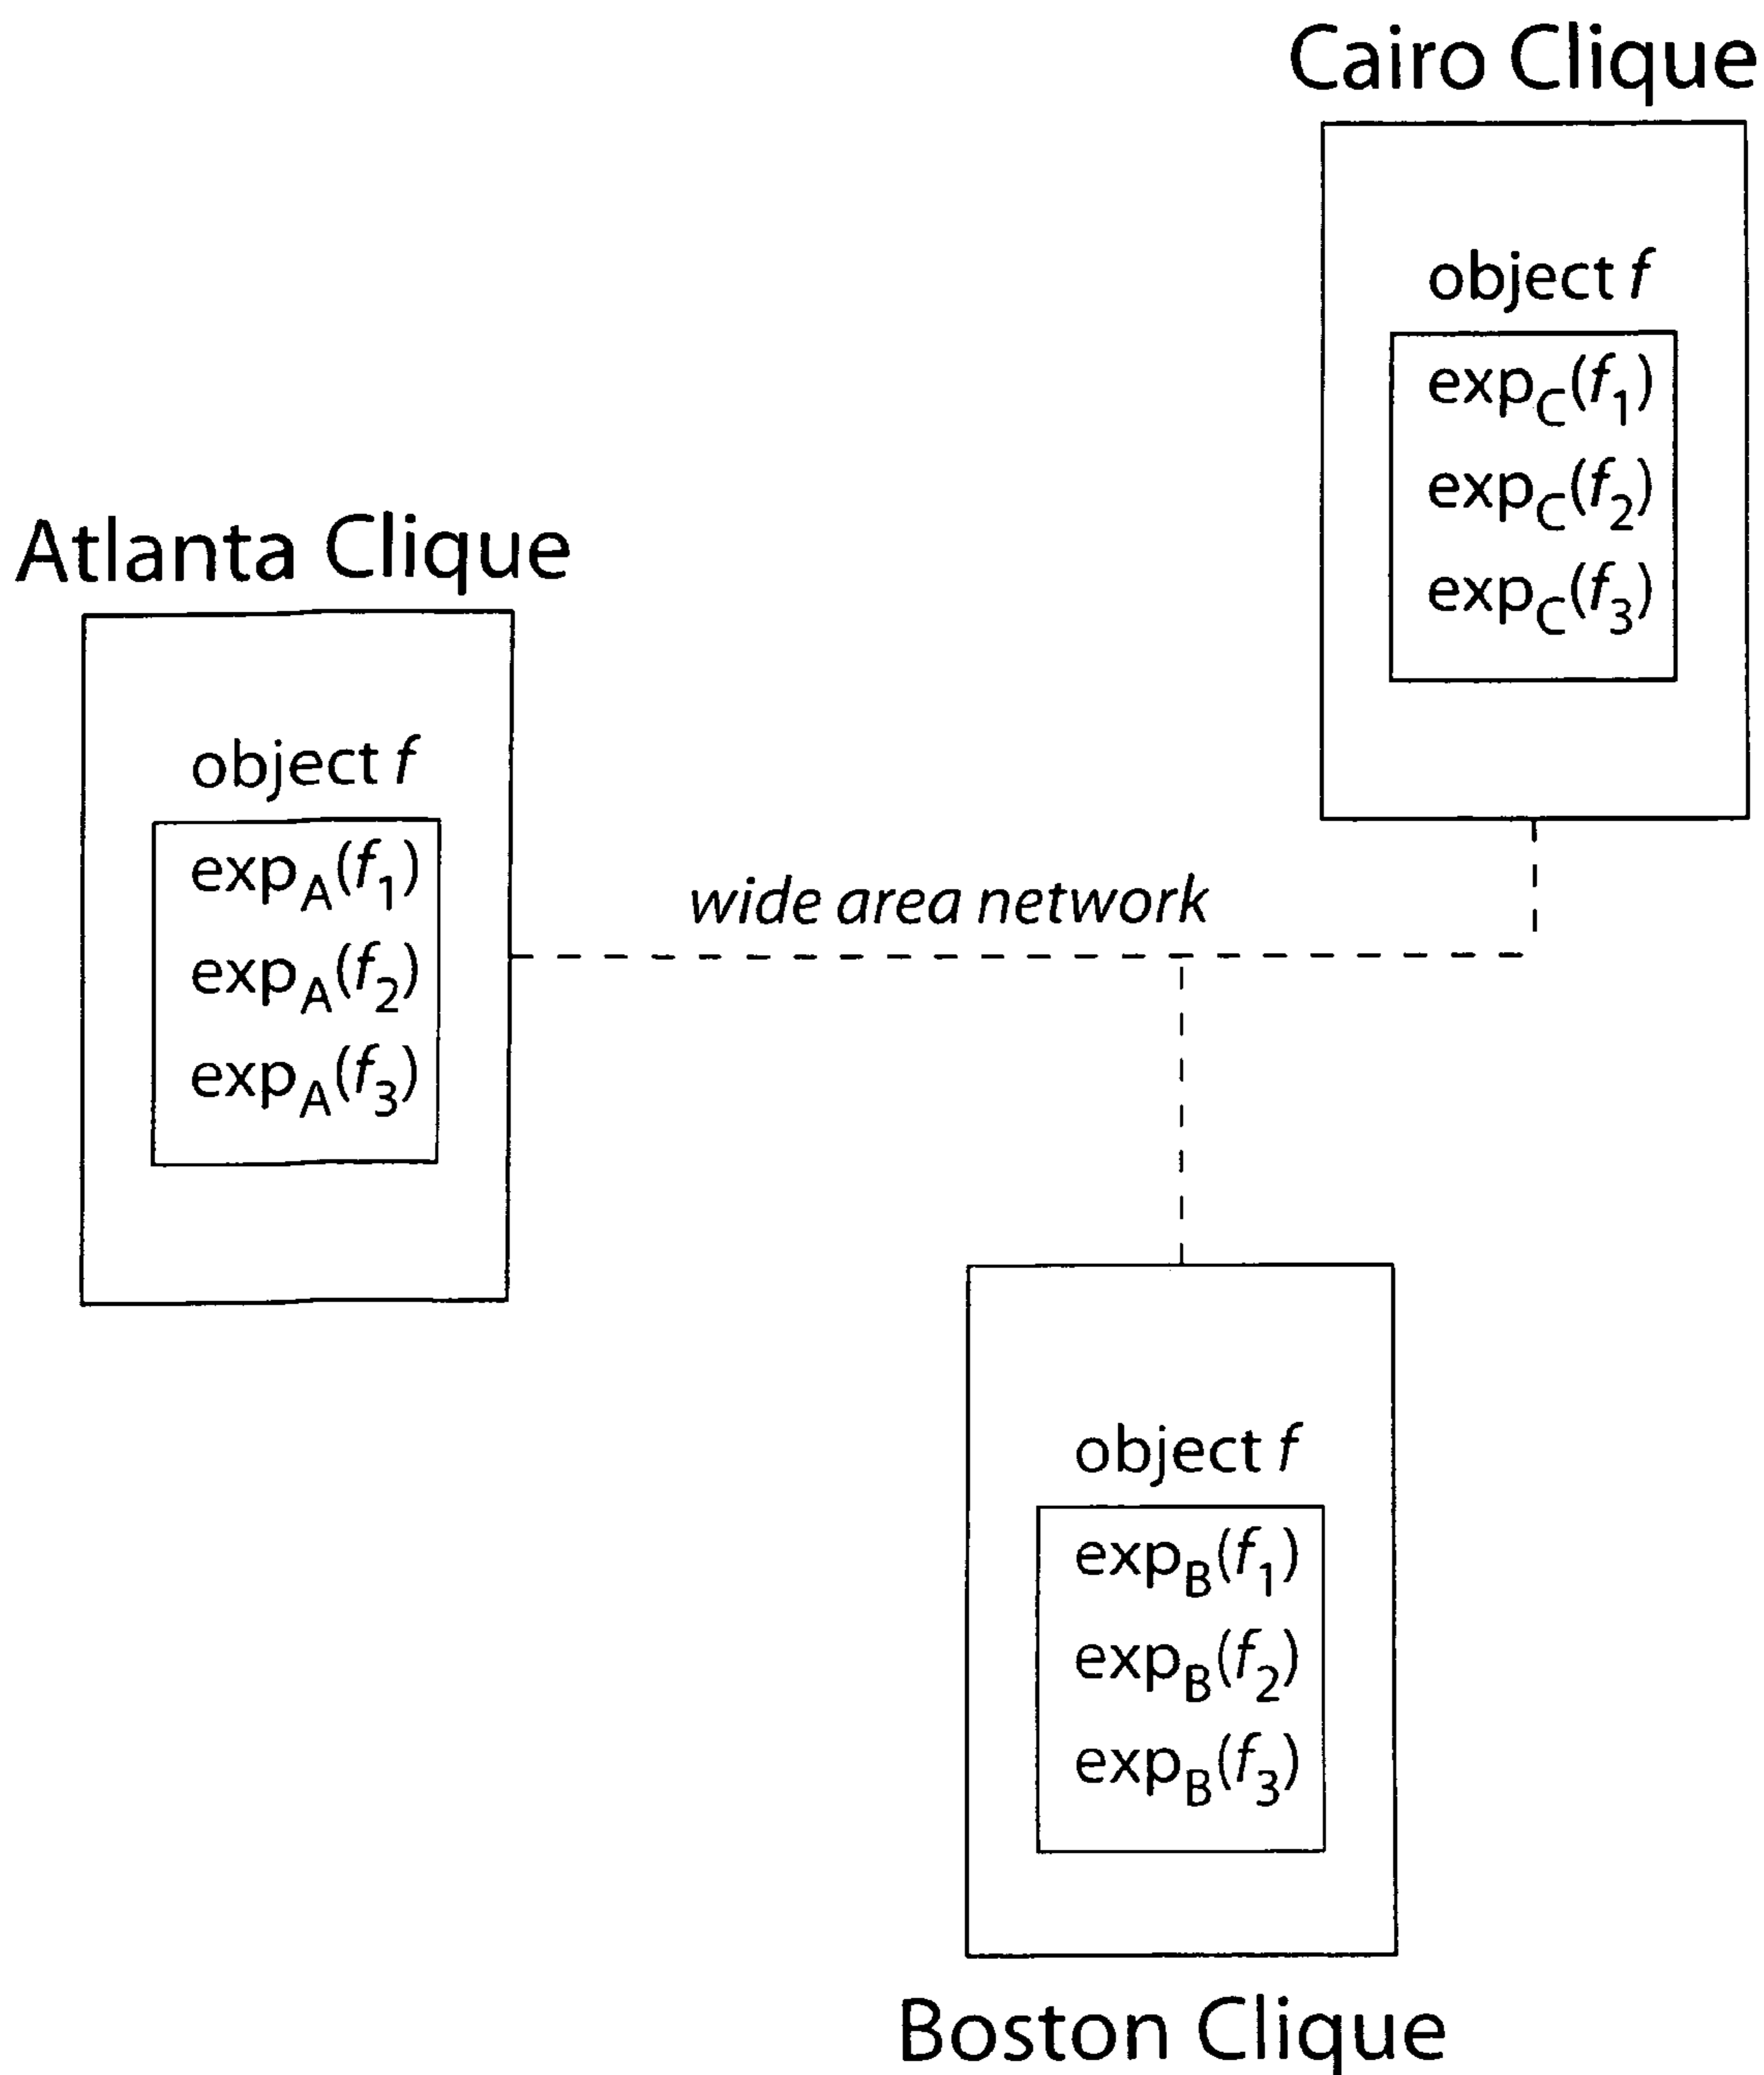 Cairo Clique
object f
exp_C(f_1)
exp_C(f_2)
exp_C(f_3)
Atlanta Clique
object f
exp_A(f_1)
exp_A(f_2)
exp_A(f_3)
wide area network
object f
exp_B(f_1)
exp_B(f_2)
exp_B(f_3)
Boston Clique